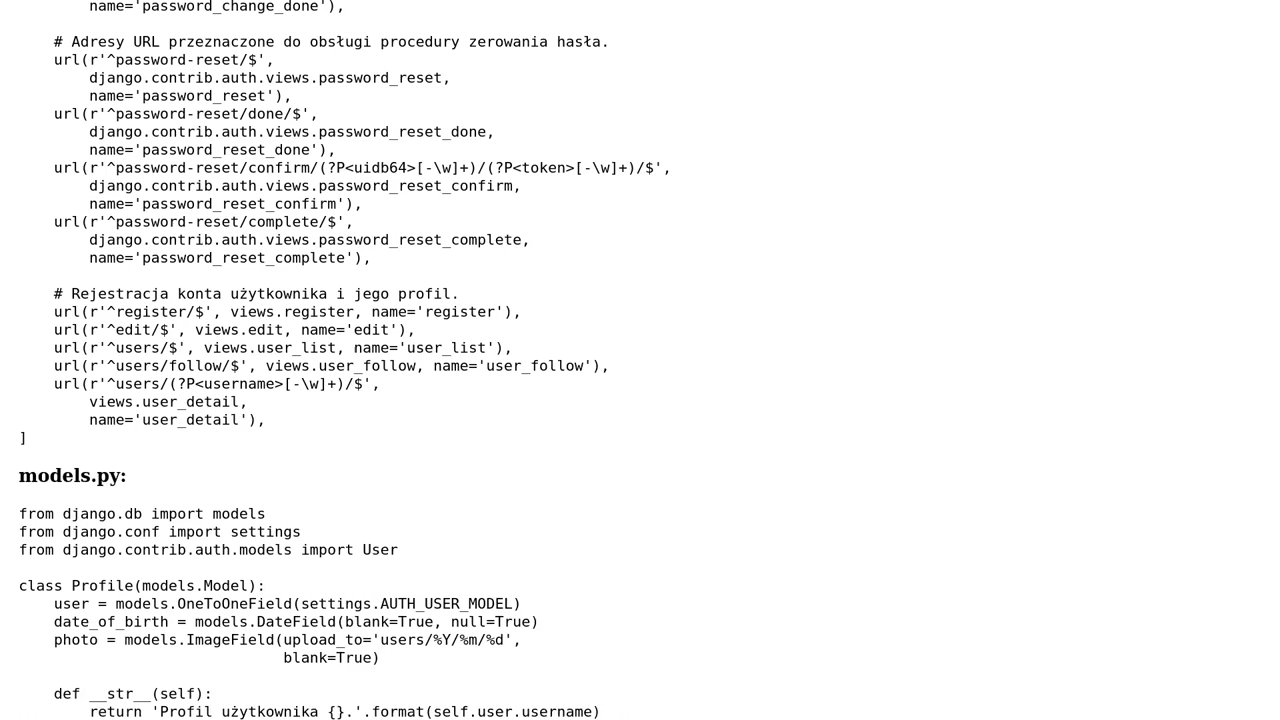 name='password_change_done'),
    # Adresy URL przeznaczone do obsługi procedury zerowania hasła.
    url(r'^password-reset/$',
        django.contrib.auth.views.password_reset,
        name='password_reset'),
    url(r'^password-reset/done/$',
        django.contrib.auth.views.password_reset_done,
        name='password_reset_done'),
    url(r'^password-reset/confirm/(?P<uidb64>[-\w]+)/(?P<token>[-\w]+)/$',
        django.contrib.auth.views.password_reset_confirm,
        name='password_reset_confirm'),
    url(r'^password-reset/complete/$',
        django.contrib.auth.views.password_reset_complete,
        name='password_reset_complete'),
    # Rejestracja konta użytkownika i jego profil.
    url(r'^register/$', views.register, name='register'),
    url(r'^edit/$', views.edit, name='edit'),
    url(r'^users/$', views.user_list, name='user_list'),
    url(r'^users/follow/$', views.user_follow, name='user_follow'),
    url(r'^users/(?P<username>[-\w]+)/$',
        views.user_detail,
        name='user_detail'),
]
models.py:
from django.db import models
from django.conf import settings
from django.contrib.auth.models import User
class Profile(models.Model):
    user = models.OneToOneField(settings.AUTH_USER_MODEL)
    date_of_birth = models.DateField(blank=True, null=True)
    photo = models.ImageField(upload_to='users/%Y/%m/%d',
                              blank=True)
    def __str__(self):
        return 'Profil użytkownika {}.'.format(self.user.username)